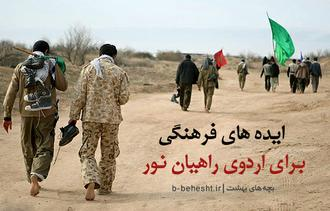 ایده های فرهنگی
برای اردوی راهیان نور
بچه های بهشت | b-behesht.ir